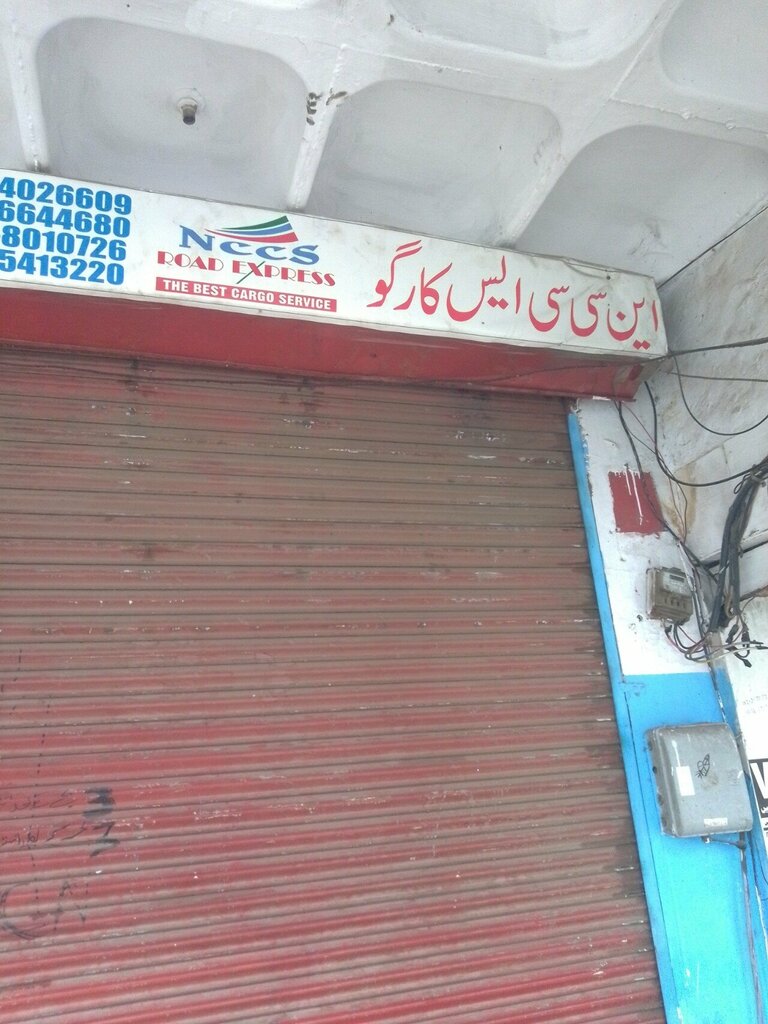 4026609
6644680
8010726
5413220
NCCS
ROAD EXPRESS
THE BEST CARGO SERVICE
این سی سی ایس کارگو